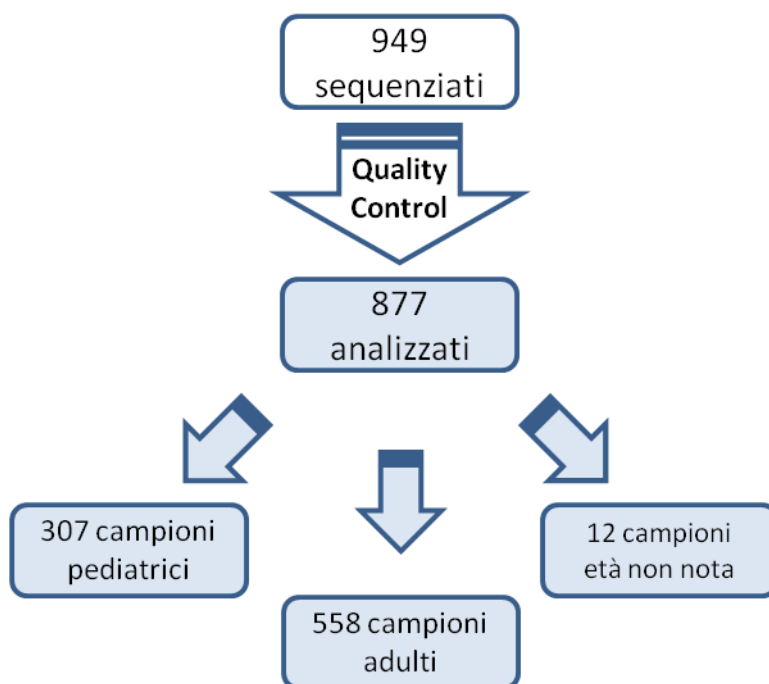 949
sequenziati
Quality
Control
877
analizzati
307 campioni
pediatrici
558 campioni
adulti
12 campioni
età non nota